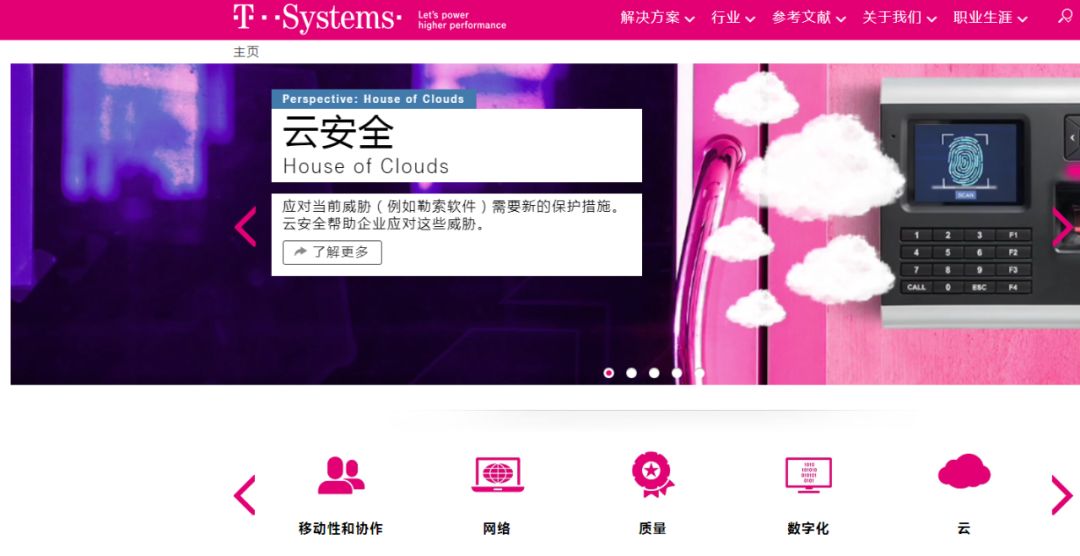 T··Systems·
Let's power
higher performance
解决方案 行业 参考文献 关于我们 职业生涯
主页
Perspective: House of Clouds
云安全
House of Clouds
应对当前威胁（例如勒索软件）需要新的保护措施。
云安全帮助企业应对这些威胁。
了解更多
SCAN
1 2 3 F1
4 5 6 F2
7 8 9 F3
CALL 0 ESC F4
1010
010101
010101
0101
移动性和协作 网络 质量 数字化 云